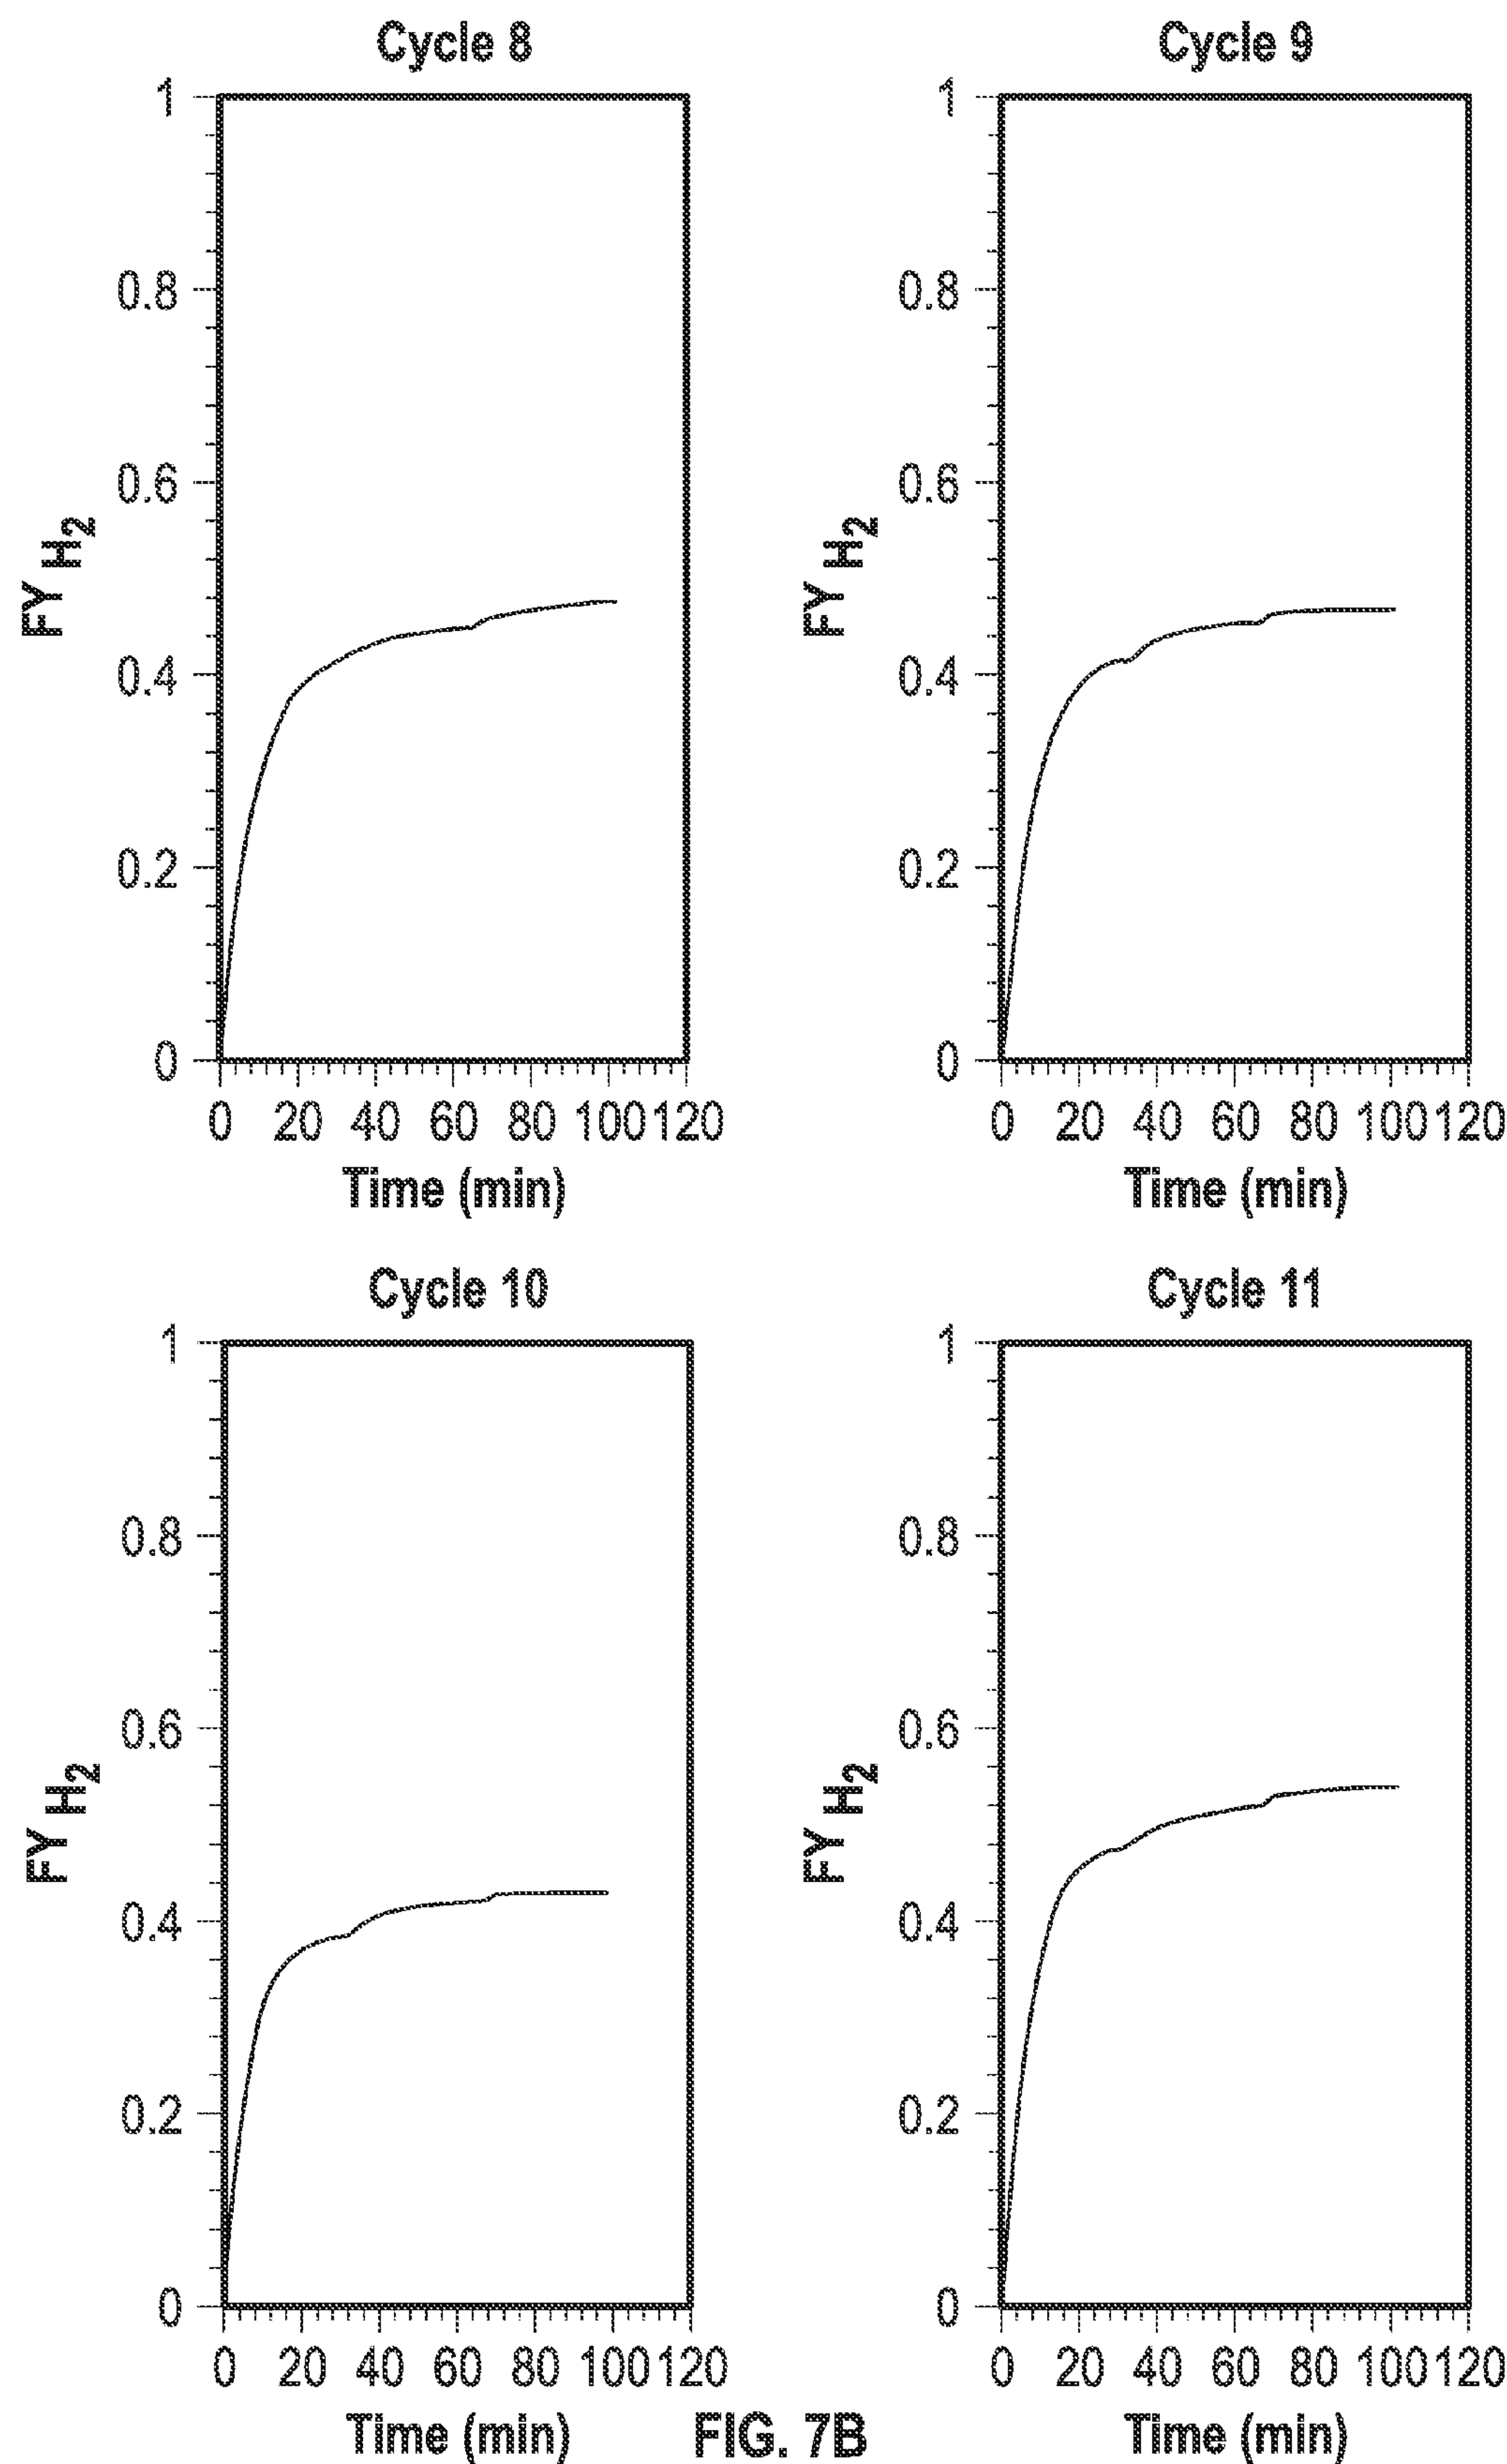 Cycle 8
1
0.8
0.6
0.4
0.2
0
FY H2
0 20 40 60 80 100 120
Time (min)
Cycle 9
1
0.8
0.6
0.4
0.2
0
FY H2
0 20 40 60 80 100 120
Time (min)
Cycle 10
1
0.8
0.6
0.4
0.2
0
FY H2
0 20 40 60 80 100 120
Time (min)
Cycle 11
1
0.8
0.6
0.4
0.2
0
FY H2
0 20 40 60 80 100 120
Time (min)
FIG. 7B